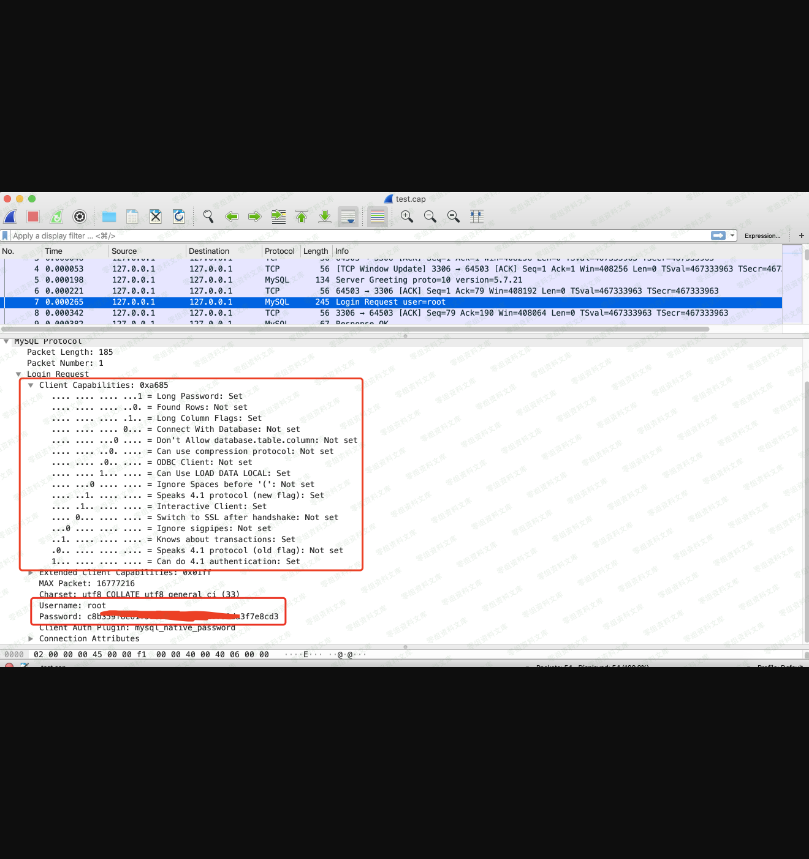 test.cap
Apply a display filter ... <⌘/>
Expression...
+
No. Time Source Destination Protocol Length Info
4 0.000053 127.0.0.1 127.0.0.1 TCP 56 [TCP Window Update] 3306 → 64503 [ACK] Seq=1 Ack=1 Win=408256 Len=0 TSval=467333963 TSecr=467
5 0.000198 127.0.0.1 127.0.0.1 MySQL 134 Server Greeting proto=10 version=5.7.21
6 0.000221 127.0.0.1 127.0.0.1 TCP 56 64503 → 3306 [ACK] Seq=1 Ack=79 Win=408192 Len=0 TSval=467333963 TSecr=467333963
7 0.000265 127.0.0.1 127.0.0.1 MySQL 245 Login Request user=root
8 0.000342 127.0.0.1 127.0.0.1 TCP 56 3306 → 64503 [ACK] Seq=79 Ack=190 Win=408064 Len=0 TSval=467333963 TSecr=467333963
9 0.000382 127.0.0.1 127.0.0.1 MySQL 67 Response OK
MySQL Protocol
Packet Length: 185
Packet Number: 1
Login Request
Client Capabilities: 0xa685
.... .... .... ...1 = Long Password: Set
.... .... .... ..0. = Found Rows: Not set
.... .... .... .1.. = Long Column Flags: Set
.... .... .... 0... = Connect With Database: Not set
.... .... ...0 .... = Don't Allow database.table.column: Not set
.... .... ..0. .... = Can use compression protocol: Not set
.... .... .0.. .... = ODBC Client: Not set
.... .... 1... .... = Can Use LOAD DATA LOCAL: Set
.... ...0 .... .... = Ignore Spaces before '(': Not set
.... ..1. .... .... = Speaks 4.1 protocol (new flag): Set
.... .1.. .... .... = Interactive Client: Set
.... 0... .... .... = Switch to SSL after handshake: Not set
...0 .... .... .... = Ignore sigpipes: Not set
..1. .... .... .... = Knows about transactions: Set
.0.. .... .... .... = Speaks 4.1 protocol (old flag): Not set
1... .... .... .... = Can do 4.1 authentication: Set
Extended Client Capabilities: 0x01ff
MAX Packet: 16777216
Charset: utf8 COLLATE utf8_general_ci (33)
Username: root
Password:
Client Auth Plugin: mysql_native_password
Connection Attributes
0000 02 00 00 00 45 00 00 f1 00 00 40 00 40 06 00 00 ····E··· ··@·@···